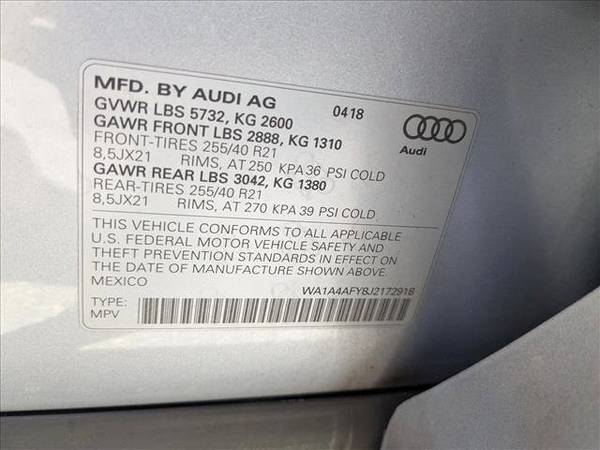 MFD. BY AUDI AG 0418
GVWR LBS 5732, KG 2600
GAWR FRONT LBS 2888, KG 1310
FRONT-TIRES 255/40 R21
8,5JX21 RIMS, AT 250 KPA 36 PSI COLD
GAWR REAR LBS 3042, KG 1380
REAR-TIRES 255/40 R21
8,5JX21 RIMS, AT 270 KPA 39 PSI COLD
Audi
THIS VEHICLE CONFORMS TO ALL APPLICABLE
U.S. FEDERAL MOTOR VEHICLE SAFETY AND
THEFT PREVENTION STANDARDS IN EFFECT ON
THE DATE OF MANUFACTURE SHOWN ABOVE.
MEXICO WA1A4AFY8J2172918
TYPE:
MPV